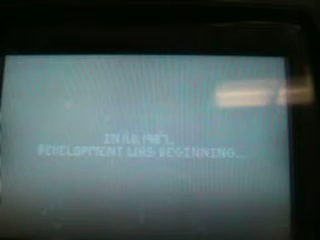 IN A.D. 1987,
DEVELOPMENT WAS BEGINNING...